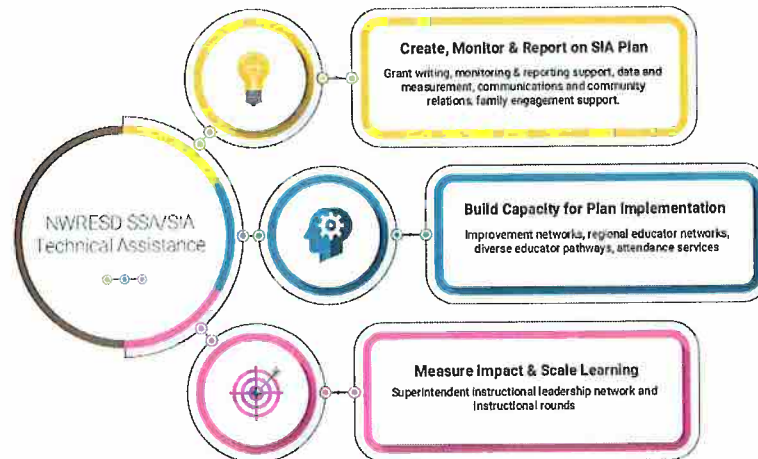 Create, Monitor & Report on SIA Plan
Grant writing, monitoring & reporting support, data and
measurement, communications and community
relations, family engagement support.
NWRESD SSA/SIA
Technical Assistance
Build Capacity for Plan Implementation
Improvement networks, regional educator networks,
diverse educator pathways, attendance services
Measure Impact & Scale Learning
Superintendent instructional leadership network and
instructional rounds